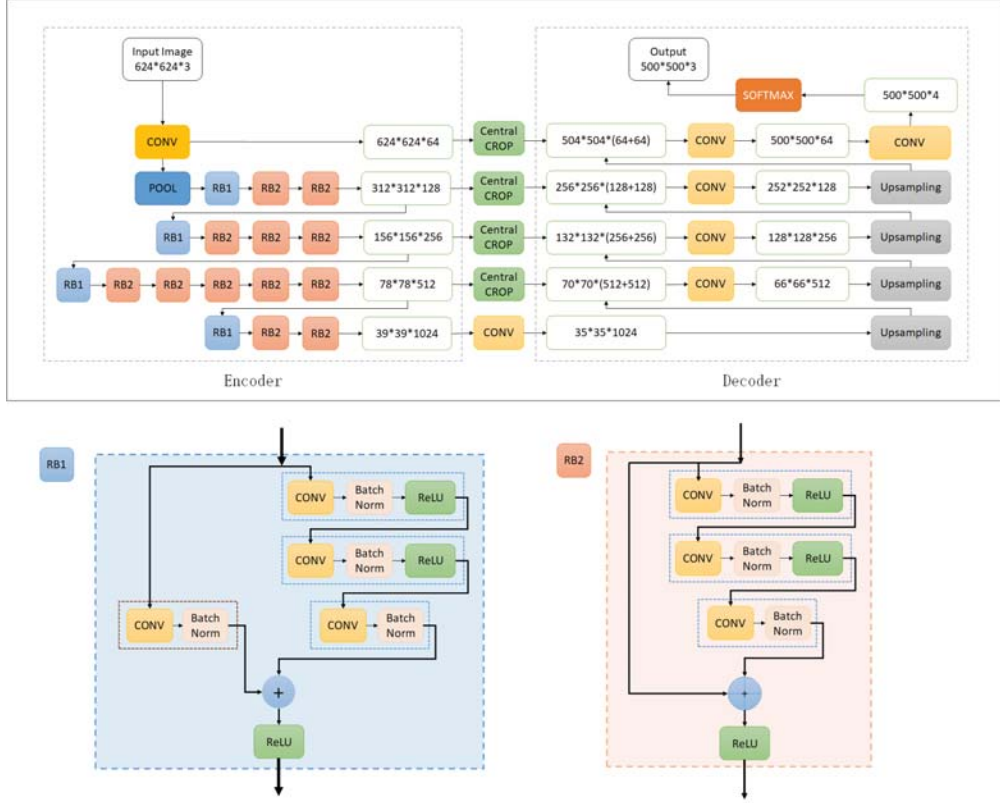 Input Image
624*624*3
Output
500*500*3
SOFTMAX
500*500*4
CONV
624*624*64
Central
CROP
504*504*(64+64)
CONV
500*500*64
CONV
POOL
RB1
RB2
RB2
312*312*128
Central
CROP
256*256*(128+128)
CONV
252*252*128
Upsampling
RB1
RB2
RB2
RB2
156*156*256
Central
CROP
132*132*(256+256)
CONV
128*128*256
Upsampling
RB1
RB2
RB2
RB2
RB2
RB2
78*78*512
Central
CROP
70*70*(512+512)
CONV
66*66*512
Upsampling
RB1
RB2
RB2
39*39*1024
CONV
35*35*1024
Upsampling
Encoder
Decoder
RB1
CONV
Batch
Norm
ReLU
CONV
Batch
Norm
ReLU
CONV
Batch
Norm
CONV
Batch
Norm
+
ReLU
RB2
CONV
Batch
Norm
ReLU
CONV
Batch
Norm
ReLU
CONV
Batch
Norm
+
ReLU